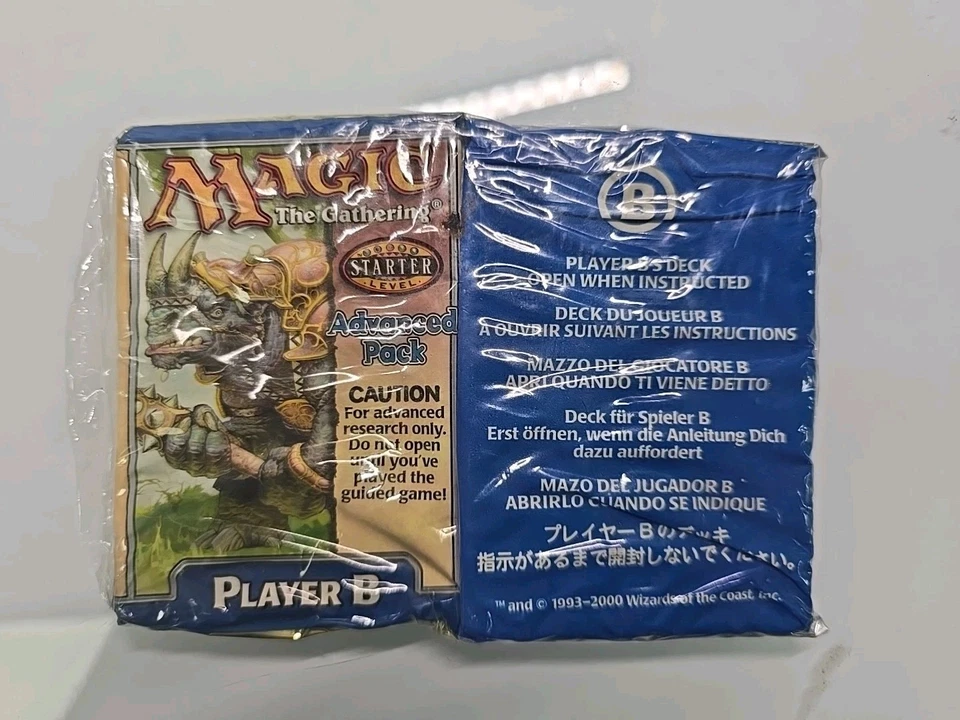 MAGIC
The Gathering®
STARTER
LEVEL
Advanced
Pack
CAUTION
For advanced
research only.
Do not open
until you've
played the
guided game!
PLAYER B
B
PLAYER B'S DECK
OPEN WHEN INSTRUCTED
DECK DU JOUEUR B
À OUVRIR SUIVANT LES INSTRUCTIONS
MAZZO DEL GIOCATORE B
APRI QUANDO TI VIENE DETTO
Deck für Spieler B
Erst öffnen, wenn die Anleitung Dich
dazu auffordert
MAZO DEL JUGADOR B
ABRIRLO CUANDO SE INDIQUE
プレイヤーBのデッキ
指示があるまで開封しないでください。
™ and © 1993–2000 Wizards of the Coast, Inc.